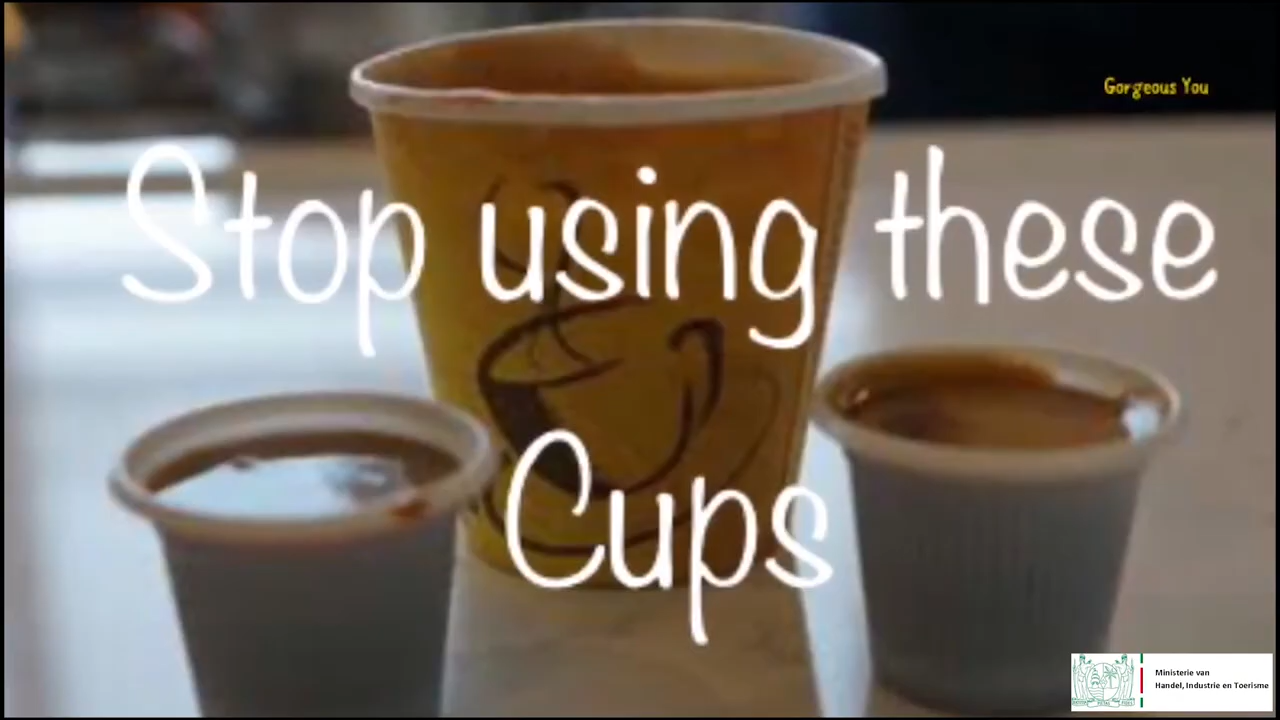 Gorgeous You
Stop using these
Cups
Ministerie van
Handel, Industrie en Toerisme